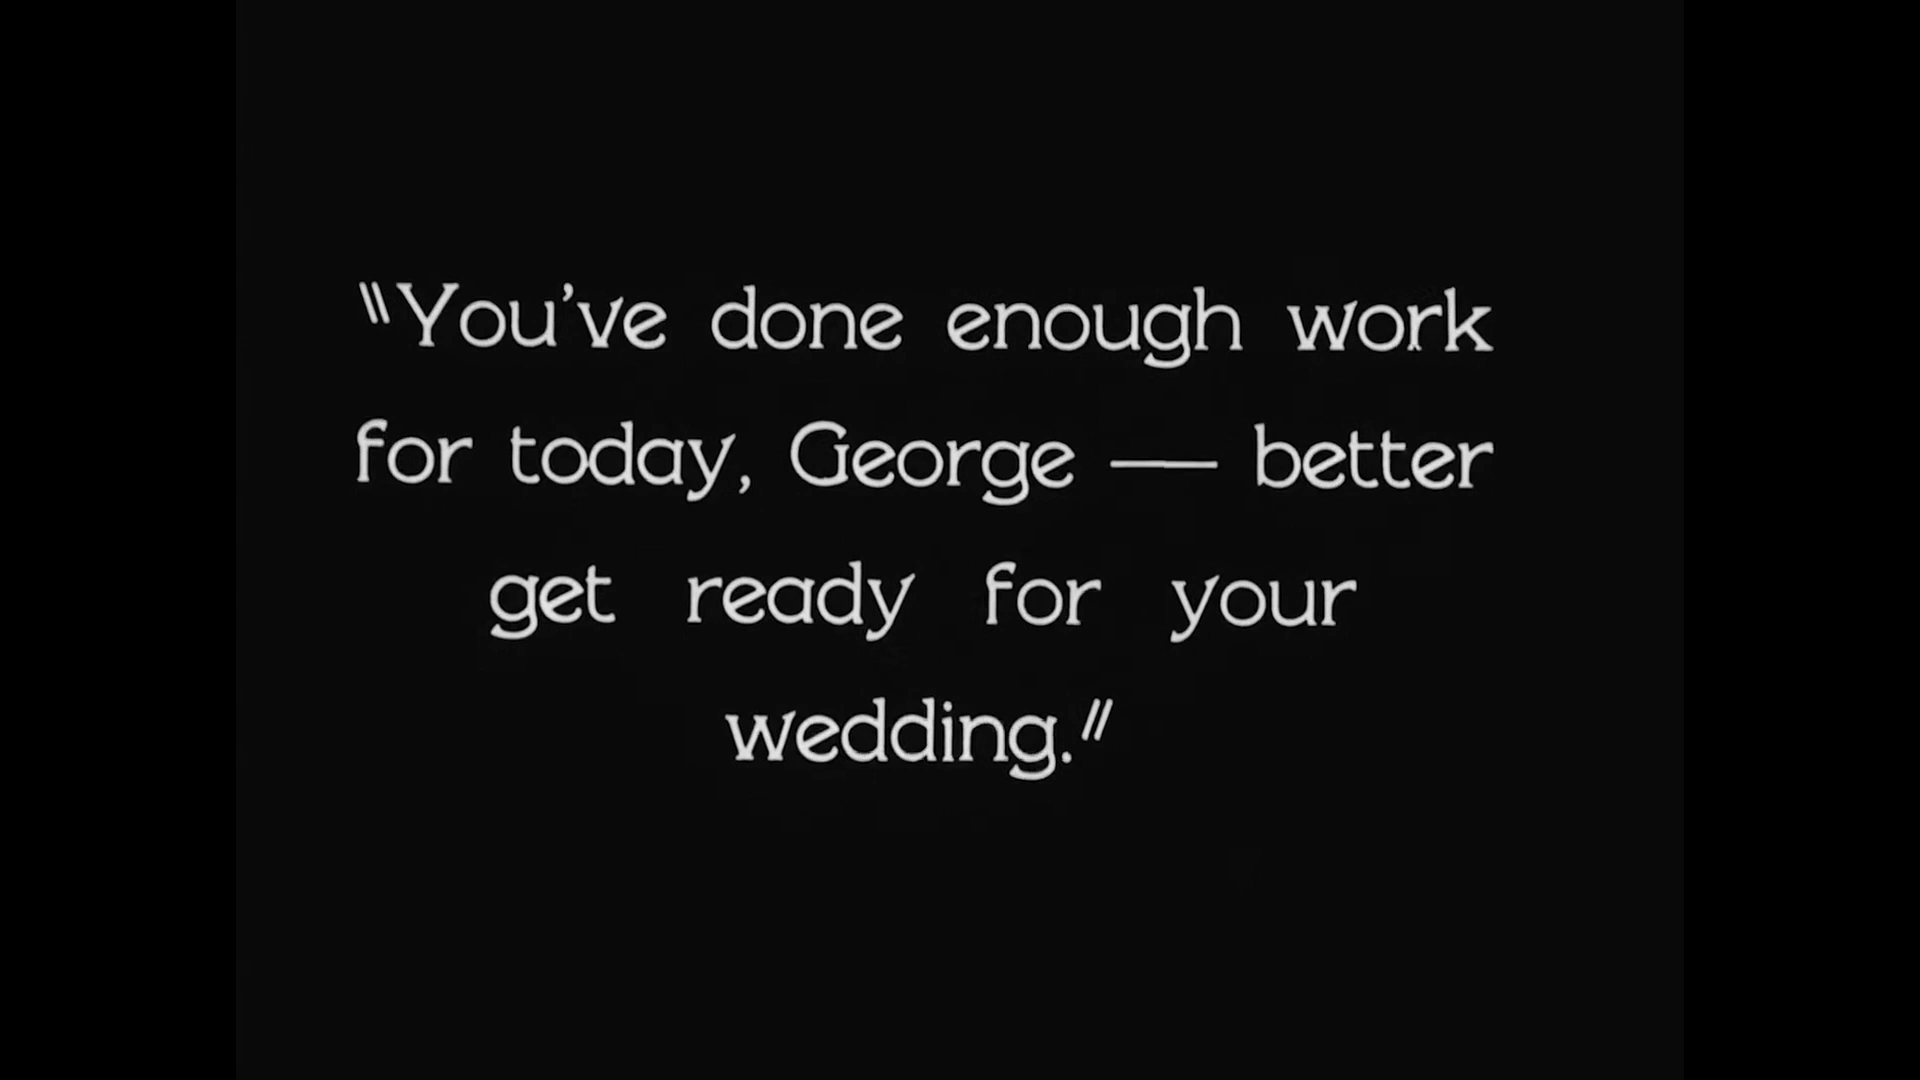 "You've done enough work
for today, George — better
get ready for your
wedding."